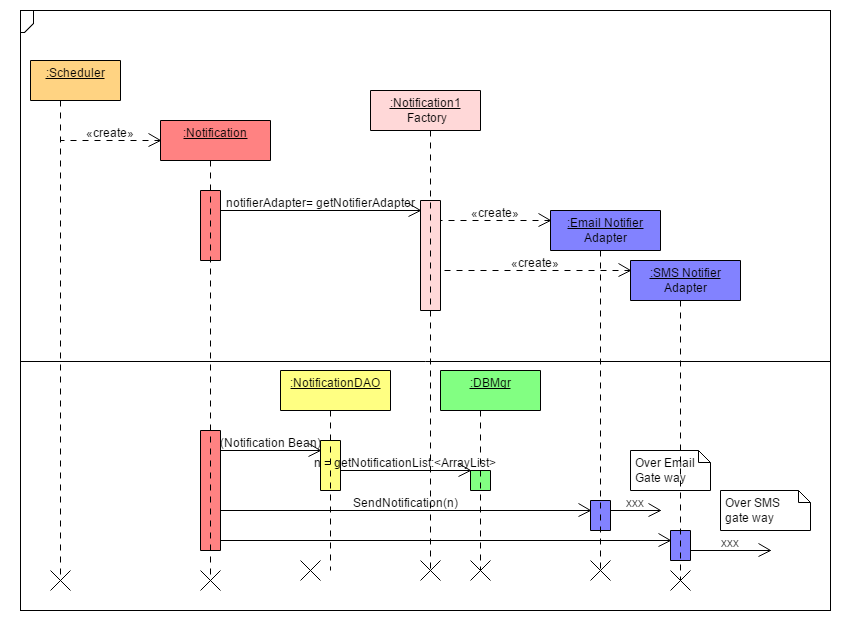 :Scheduler
«create»
:Notification
:Notification1
Factory
notifierAdapter= getNotifierAdapter
«create»
:Email Notifier
Adapter
«create»
:SMS Notifier
Adapter
:NotificationDAO
:DBMgr
(Notification Bean)
n = getNotificationList:<ArrayList>
Over Email
Gate way
SendNotification(n)
xxx
Over SMS
gate way
xxx